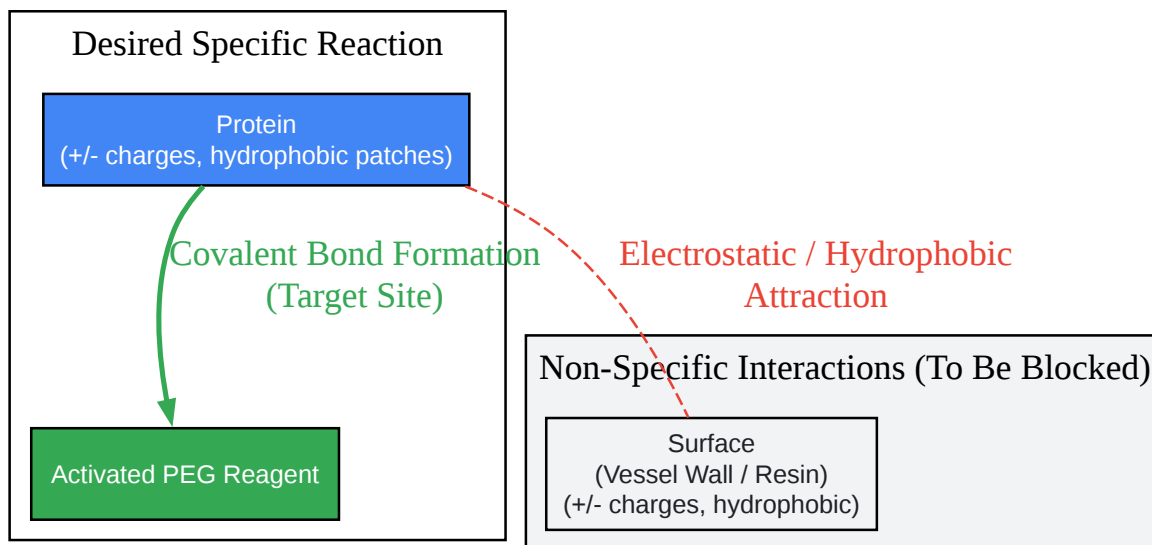 Desired Specific Reaction
Protein
(+/- charges, hydrophobic patches)
Covalent Bond Formation
(Target Site)
Electrostatic / Hydrophobic
Attraction
Non-Specific Interactions (To Be Blocked)
Activated PEG Reagent
Surface
(Vessel Wall / Resin)
(+/- charges, hydrophobic)